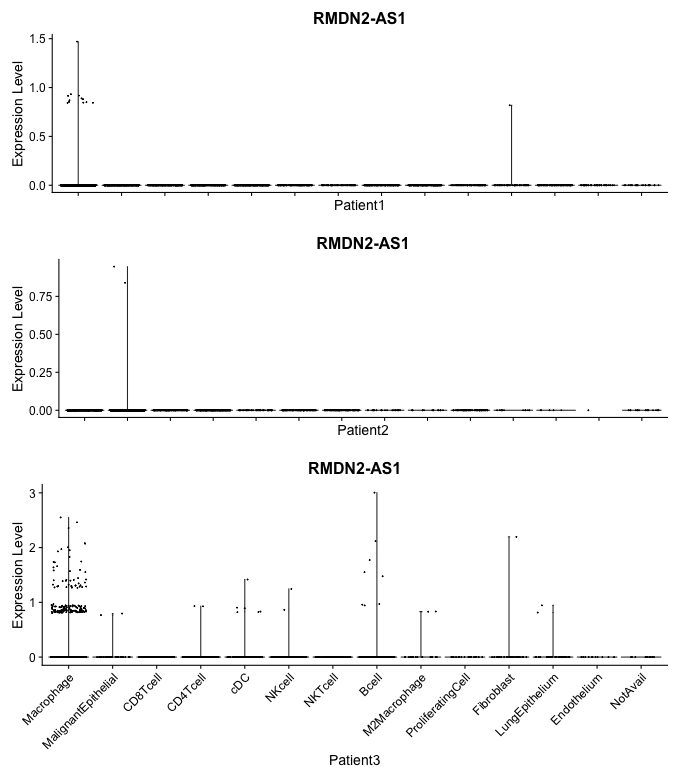 RMDN2-AS1
Expression Level
1.5
1.0
0.5
0.0
Patient1
RMDN2-AS1
Expression Level
0.75
0.50
0.25
0.00
Patient2
RMDN2-AS1
Expression Level
3
2
1
0
Macrophage
MalignantEpithelial
CD8Tcell
CD4Tcell
cDC
NKcell
NKTcell
Bcell
M2Macrophage
ProliferatingCell
Fibroblast
LungEpithelium
Endothelium
NotAvail
Patient3